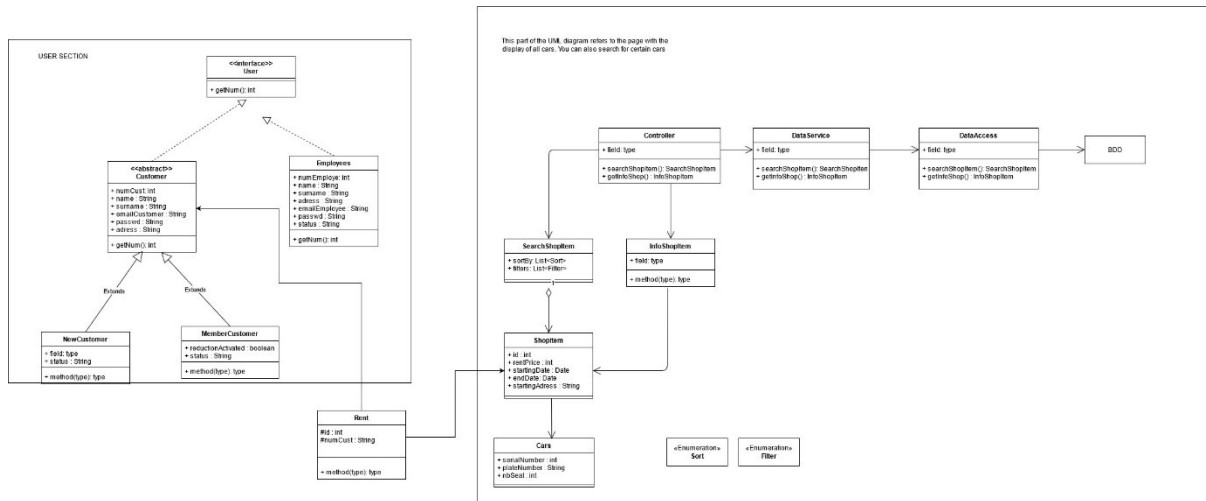 USER SECTION
<<interface>>
User
+ getNum(): int
<<abstract>>
Customer
+ numCust: int
+ name : String
+ surname : String
+ emailCustomer : String
+ passwd : String
+ adress : String
+ getNum(): int
Employees
+ numEmploye: int
+ name : String
+ surname : String
+ adress : String
+ emailEmployee : String
+ passwd : String
+ status : String
+ getNum(): int
Extends
Extends
NewCustomer
+ field: type
+ status : String
+ method(type): type
MemberCustomer
+ reductionActivated : boolean
+ status : String
+ method(type): type
Rent
#id : int
#numCust : String
+ method(type): type
This part of the UML diagram refers to the page with the
display of all cars. You can also search for certain cars
Controller
+ field: type
+ searchShopItem(): SearchShopItem
+ getInfoShop() : InfoShopItem
DataService
+ field: type
+ searchShopItem(): SearchShopItem
+ getInfoShop() : InfoShopItem
DataAccess
+ field: type
+ searchShopItem(): SearchShopItem
+ getInfoShop() : InfoShopItem
BDD
SearchShopItem
+ sortBy: List<Sort>
+ filters: List<Filter>
1
InfoShopItem
+ field: type
+ method(type): type
ShopItem
+ id : int
+ rentPrice : int
+ startingDate : Date
+ endDate: Date
+ startingAdress : String
Cars
+ serialNumber : int
+ plateNumber : String
+ nbSeat : int
«Enumeration»
Sort
«Enumeration»
Filter